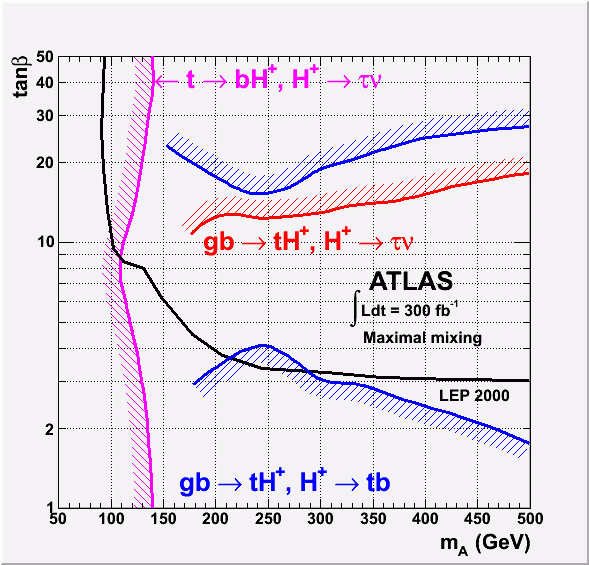 tanβ
50
40
30
20
10
2
1
t → bH⁺, H⁺ → τν
gb → tH⁺, H⁺ → τν
ATLAS
∫ Ldt = 300 fb⁻¹
Maximal mixing
LEP 2000
gb → tH⁺, H⁺ → tb
50 100 150 200 250 300 350 400 450 500
m_A (GeV)